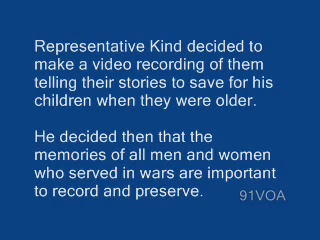 Representative Kind decided to
make a video recording of them
telling their stories to save for his
children when they were older.
He decided then that the
memories of all men and women
who served in wars are important
to record and preserve.
91VOA